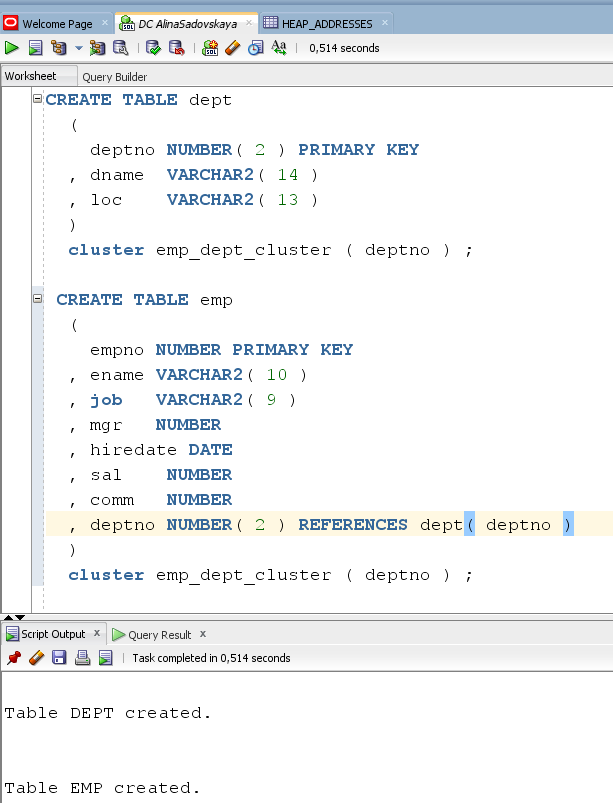 Welcome Page × DC AlinaSadovskaya × HEAP_ADDRESSES ×
0,514 seconds
Worksheet Query Builder
CREATE TABLE dept
(
deptno NUMBER( 2 ) PRIMARY KEY
, dname VARCHAR2( 14 )
, loc VARCHAR2( 13 )
)
cluster emp_dept_cluster ( deptno ) ;
CREATE TABLE emp
(
empno NUMBER PRIMARY KEY
, ename VARCHAR2( 10 )
, job VARCHAR2( 9 )
, mgr NUMBER
, hiredate DATE
, sal NUMBER
, comm NUMBER
, deptno NUMBER( 2 ) REFERENCES dept( deptno )
)
cluster emp_dept_cluster ( deptno ) ;
Script Output × Query Result ×
Task completed in 0,514 seconds
Table DEPT created.
Table EMP created.